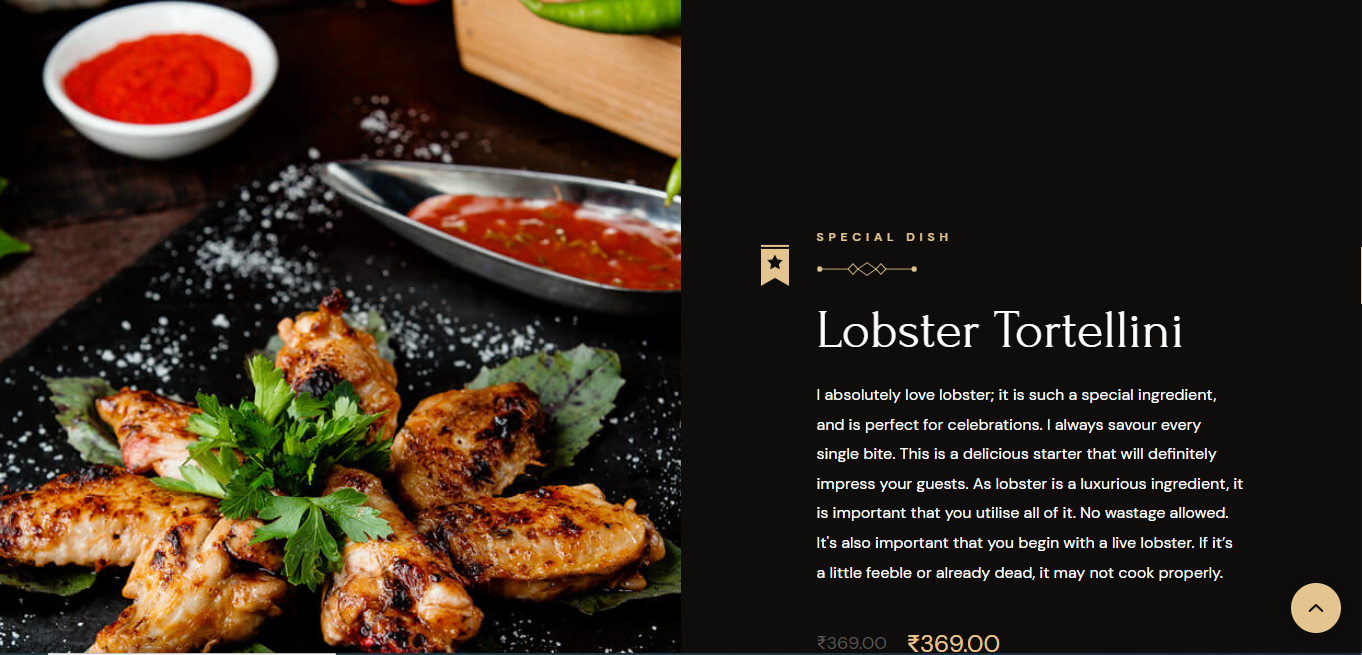 SPECIAL DISH
Lobster Tortellini
I absolutely love lobster; it is such a special ingredient,
and is perfect for celebrations. I always savour every
single bite. This is a delicious starter that will definitely
impress your guests. As lobster is a luxurious ingredient, it
is important that you utilise all of it. No wastage allowed.
It's also important that you begin with a live lobster. If it’s
a little feeble or already dead, it may not cook properly.
₹369.00 ₹369.00